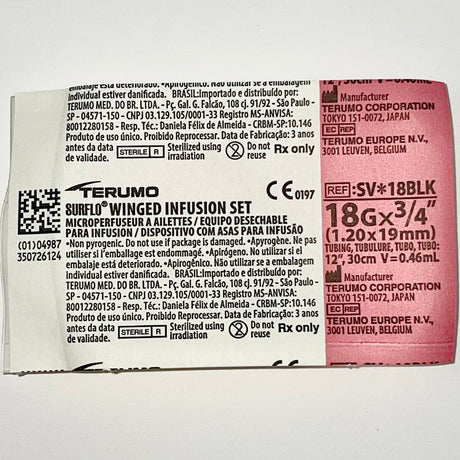 embalaje está deteriorado. •Apirogênico. Não utilizar se a embalagem
individual estiver danificada. BRASIL:Importado e distribuído por:
TERUMO MED. DO BR. LTDA. - Pç. Gal. G. Falcão, 108 cj. 91/92 - São Paulo -
SP - 04571-150 - CNPJ 03.129.105/0001-33 Registro MS-ANVISA:
80012280158 - Resp. Téc.: Daniela Félix de Almeida - CRBM-SP:10.146
Produto de uso único. Proibido Reprocessar. Data de Fabricação: 3 anos
antes da data
de validade.
STERILE R
Sterilized using
irradiation
2
Do not
reuse
Rx only
12", 30cm V=0.46mL
Manufacturer
TERUMO CORPORATION
TOKYO 151-0072, JAPAN
EC REP
TERUMO EUROPE N.V.,
3001 LEUVEN, BELGIUM
(01)04987
350726124
TERUMO
CE 0197
SURFLO® WINGED INFUSION SET
MICROPERFUSEUR A AILETTES / EQUIPO DESECHABLE
PARA INFUSIÓN / DISPOSITIVO COM ASAS PARA INFUSÃO
•Non pyrogenic. Do not use if package is damaged. •Apyrogène. Ne pas
utiliser si l'emballage est endommagé. •Apirógeno. No utilizar si el
embalaje está deteriorado. •Apirogênico. Não utilizar se a embalagem
individual estiver danificada. BRASIL:Importado e distribuído por:
TERUMO MED. DO BR. LTDA. - Pç. Gal. G. Falcão, 108 cj. 91/92 - São Paulo -
SP - 04571-150 - CNPJ 03.129.105/0001-33 Registro MS-ANVISA:
80012280158 - Resp. Téc.: Daniela Félix de Almeida - CRBM-SP:10.146
Produto de uso único. Proibido Reprocessar. Data de Fabricação: 3 anos
antes da data
de validade.
STERILE R
Sterilized using
irradiation
2
Do not
reuse
Rx only
REF:SV*18BLK
18G×3/4"
(1.20×19mm)
TUBING, TUBULURE, TUBO, TUBO:
12", 30cm V=0.46mL
Manufacturer
TERUMO CORPORATION
TOKYO 151-0072, JAPAN
EC REP
TERUMO EUROPE N.V.,
3001 LEUVEN, BELGIUM